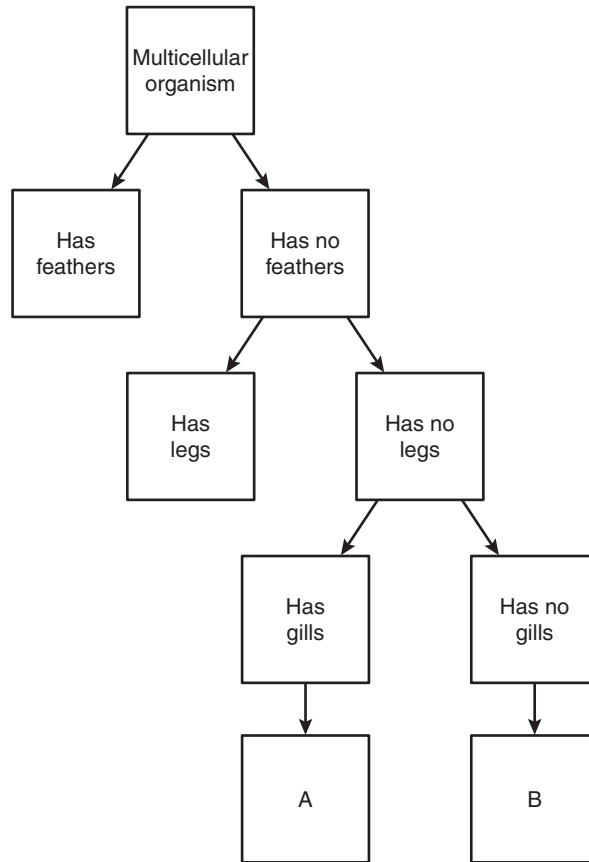 Multicellular
organism
Has
feathers
Has no
feathers
Has
legs
Has no
legs
Has
gills
Has no
gills
A
B